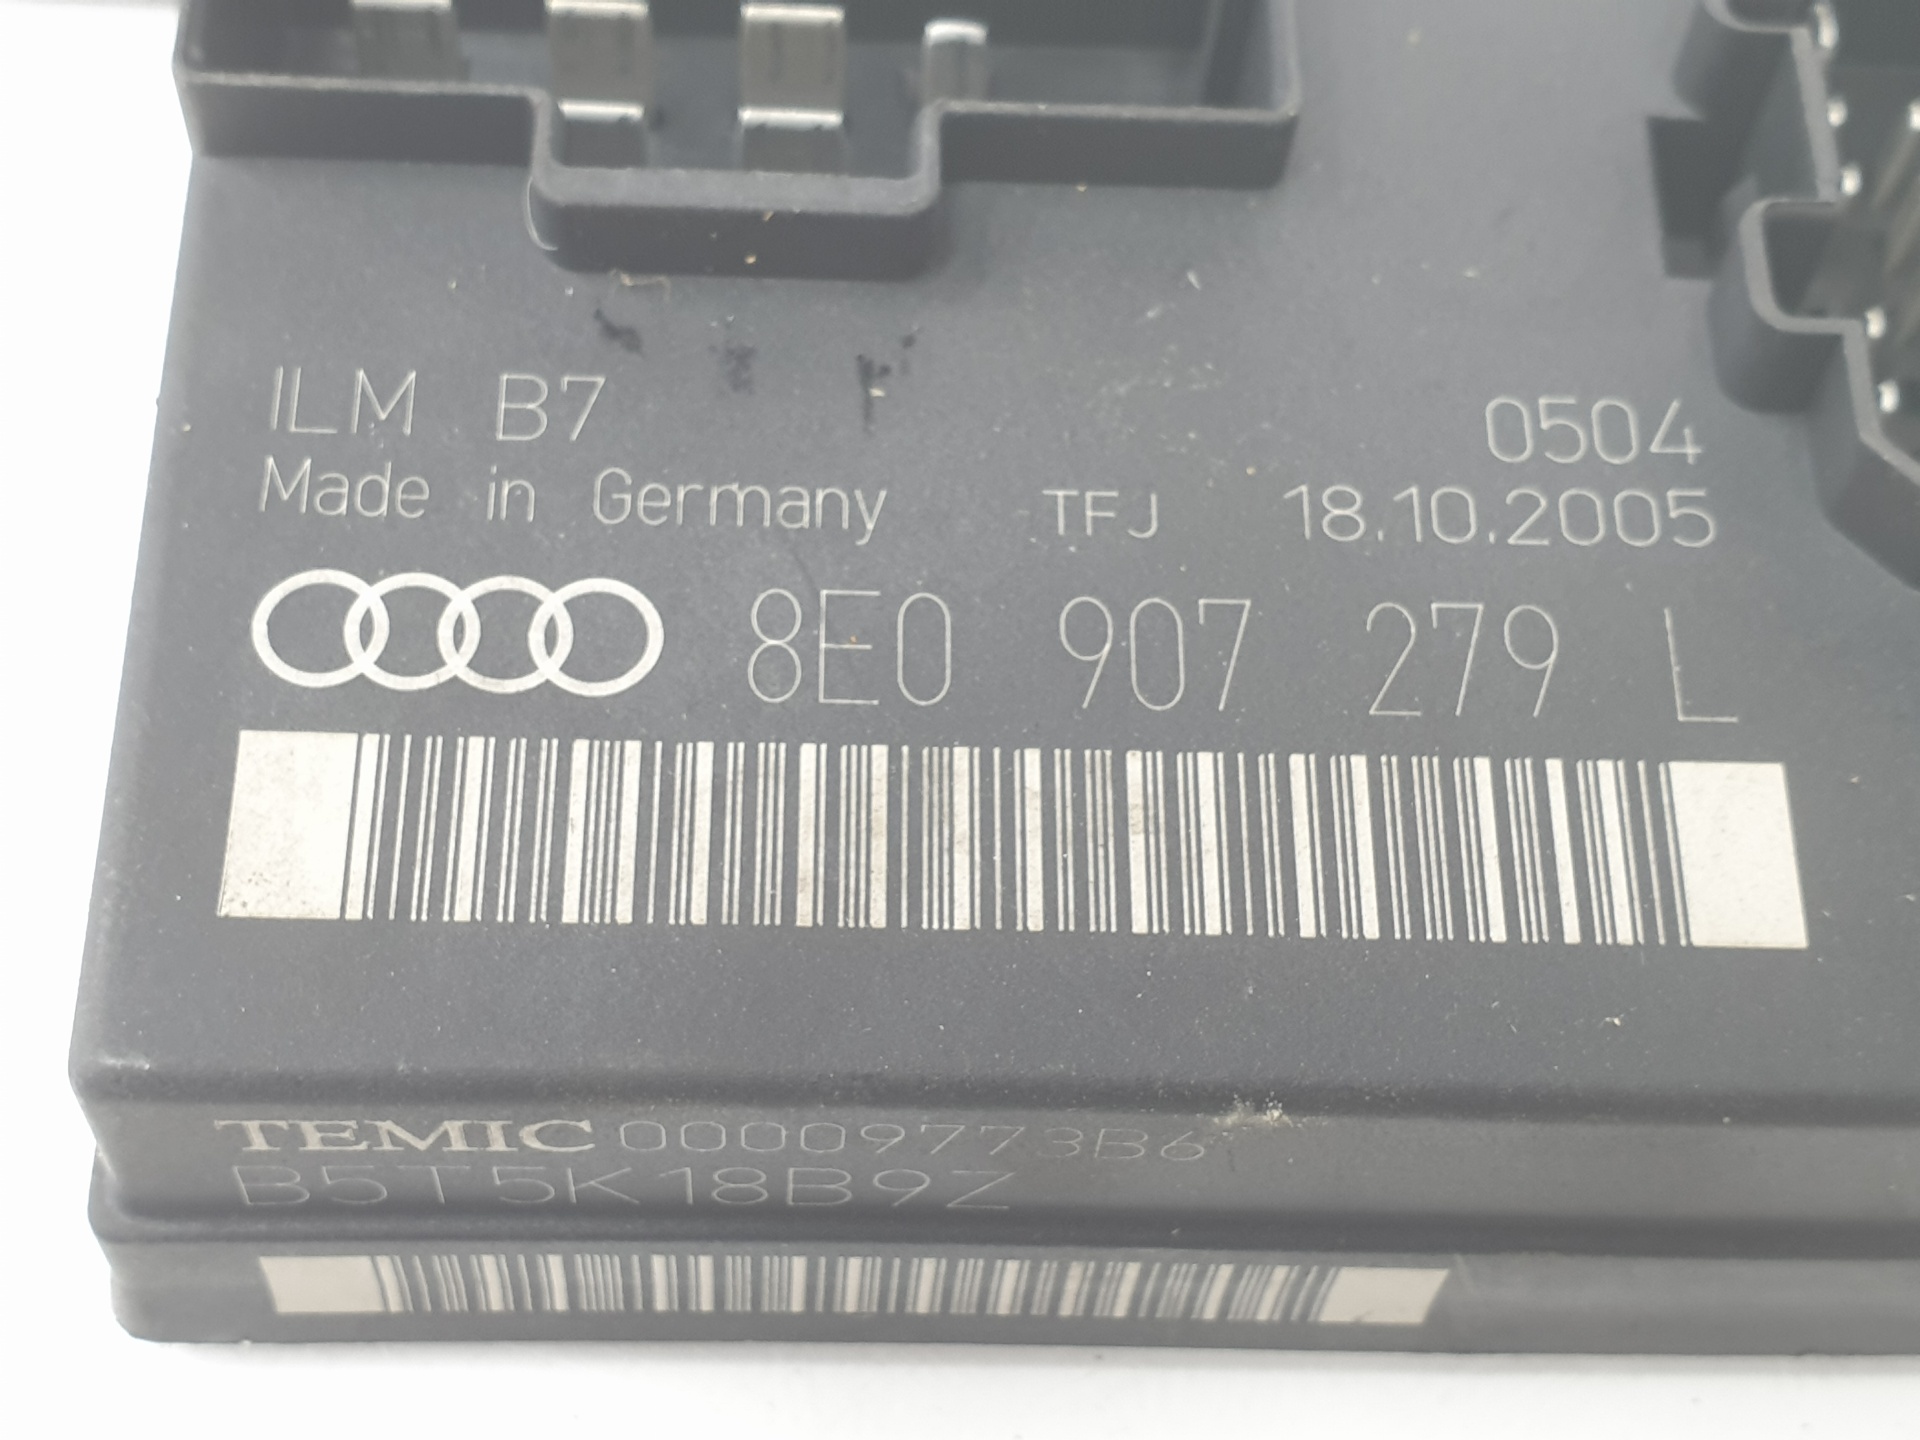 ILM B7 0504
Made in Germany TFJ 18.10.2005
8E0 907 279 L
TEMIC 00009773B6
B5T5K18B9Z